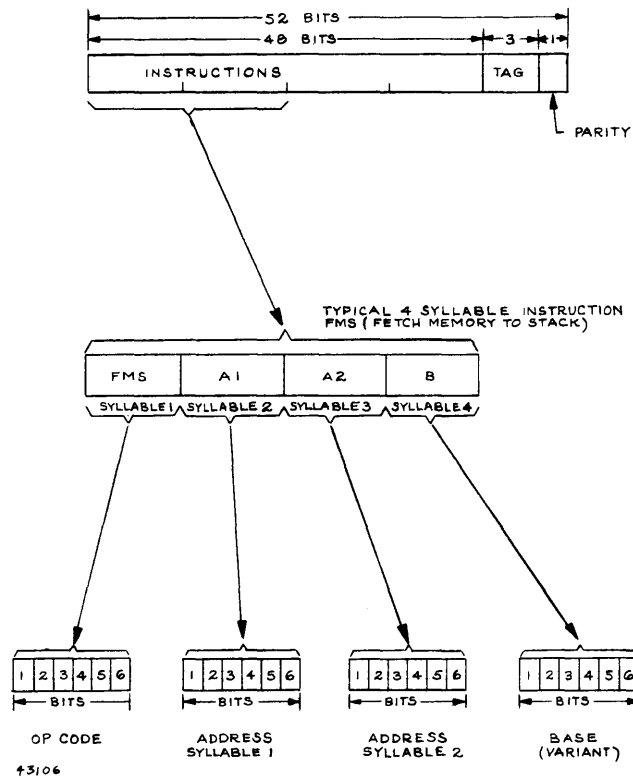 52 BITS
48 BITS
3
1
INSTRUCTIONS
TAG
PARITY
TYPICAL 4 SYLLABLE INSTRUCTION
FMS (FETCH MEMORY TO STACK)
FMS A1 A2 B
SYLLABLE 1 SYLLABLE 2 SYLLABLE 3 SYLLABLE 4
1 2 3 4 5 6 1 2 3 4 5 6 1 2 3 4 5 6 1 2 3 4 5 6
BITS BITS BITS BITS
OP CODE
ADDRESS
SYLLABLE 1
ADDRESS
SYLLABLE 2
BASE
(VARIANT)
43106